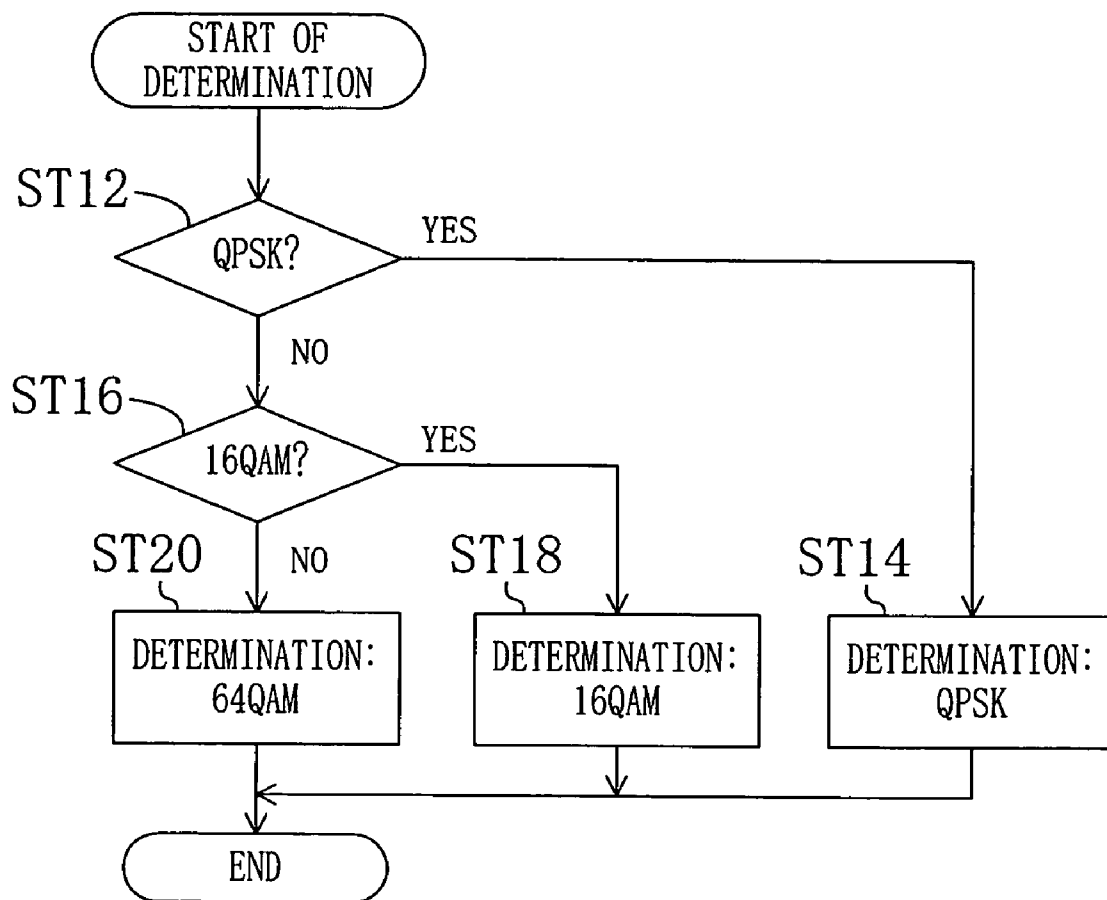 START OF
DETERMINATION
ST12
QPSK?
YES
NO
ST16
16QAM?
YES
NO
ST20
ST18
ST14
DETERMINATION:
64QAM
DETERMINATION:
16QAM
DETERMINATION:
QPSK
END